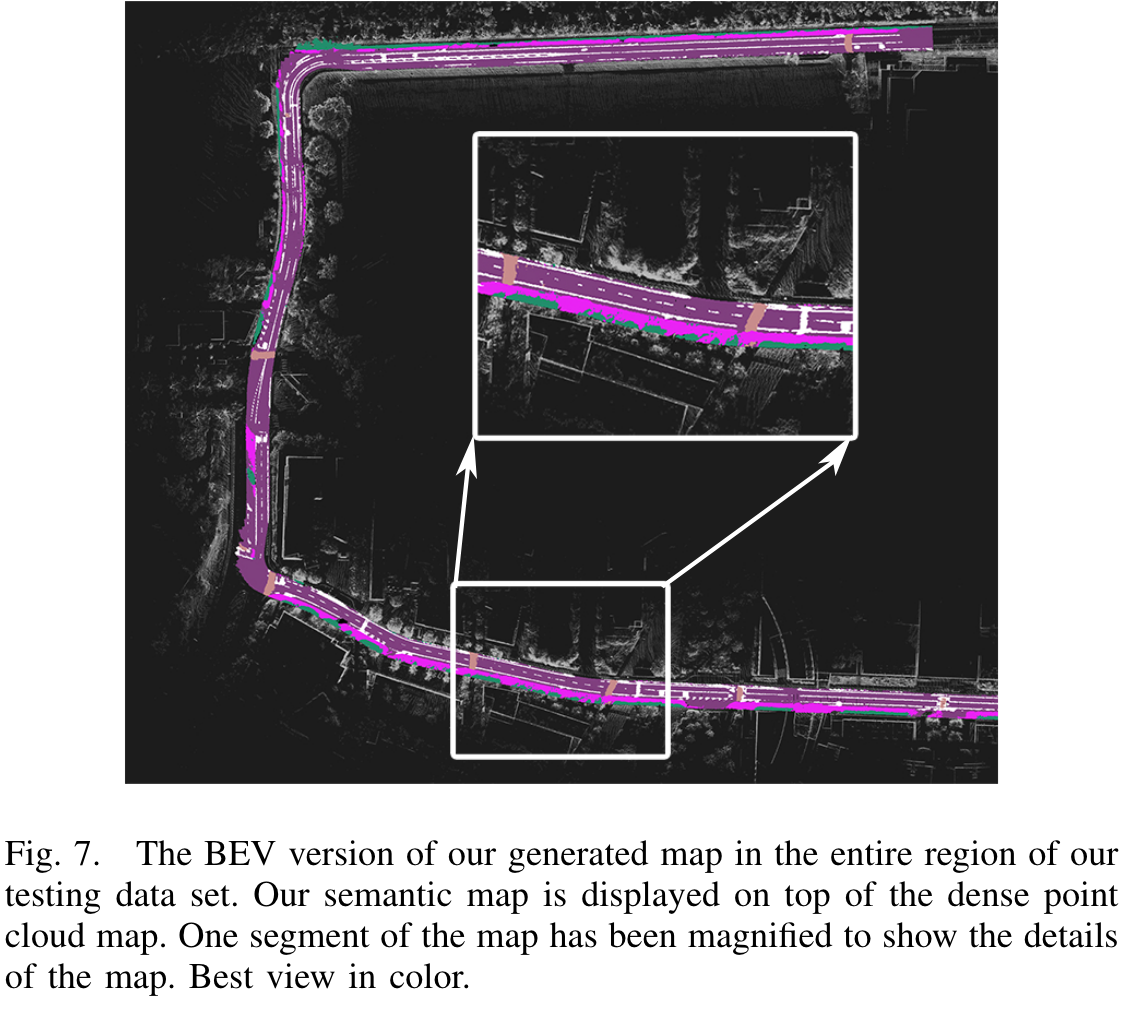 Fig. 7. The BEV version of our generated map in the entire region of our
testing data set. Our semantic map is displayed on top of the dense point
cloud map. One segment of the map has been magnified to show the details
of the map. Best view in color.